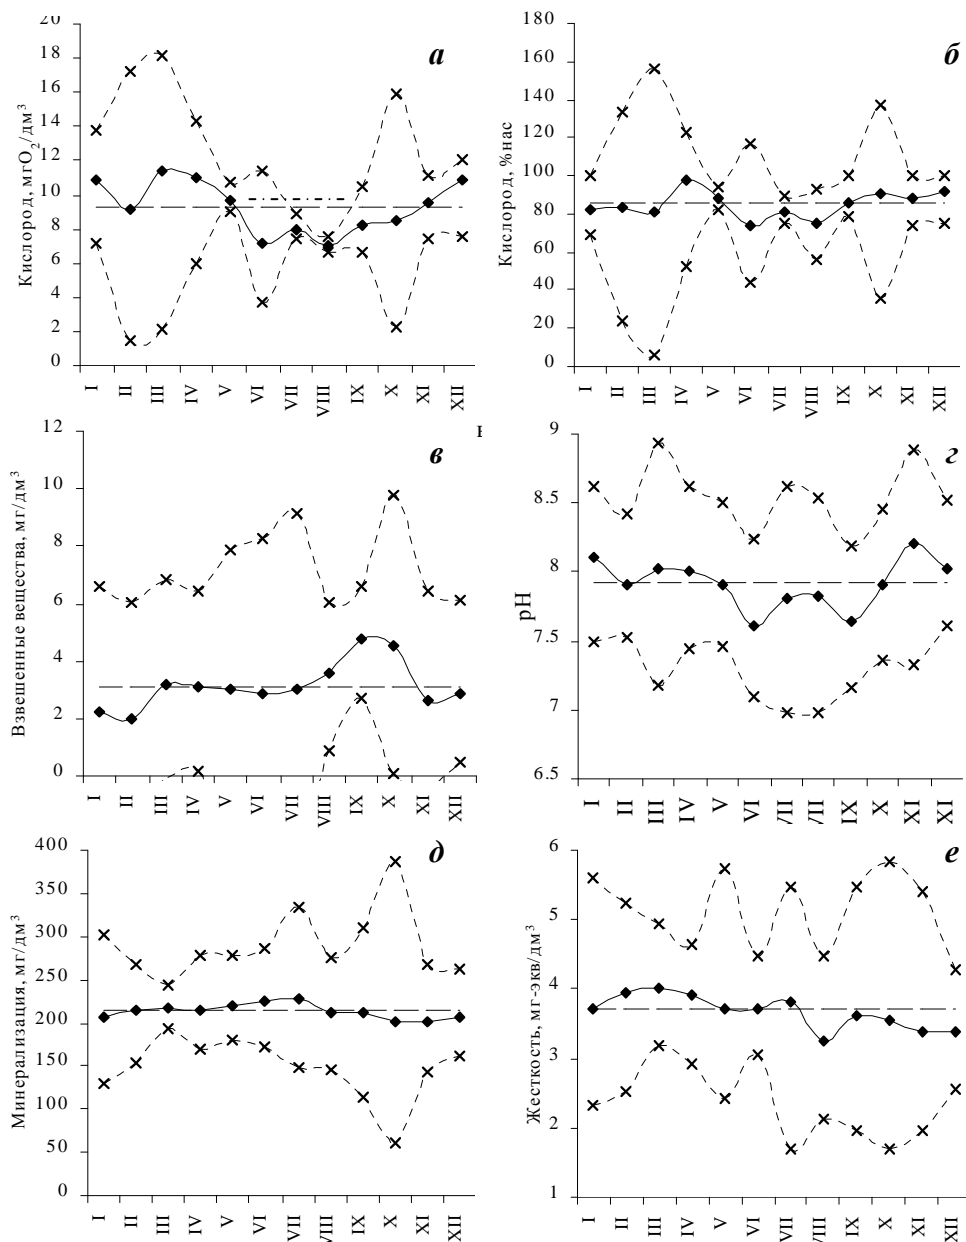 а
Кислород, мгO2/дм3
20
18
16
14
12
10
8
6
4
2
0
I II III IV V VI VII VIII IX X XI XII
б
Кислород, %нас
180
160
140
120
100
80
60
40
20
0
I II III IV V VI VII VIII IX X XI XII
в
Взвешенные вещества, мг/дм3
12
10
8
6
4
2
0
I II III IV V VI VII VIII IX X XI XII
г
pH
9
8.5
8
7.5
7
6.5
I II III IV V VI VII VII IX X XI XI
д
Минерализация, мг/дм3
400
350
300
250
200
150
100
50
0
I II III IV V VI VII VIII IX X XI XII
е
Жесткость, мг-экв/дм3
6
5
4
3
2
1
I II III IV V VI VII VIII IX X XI XII